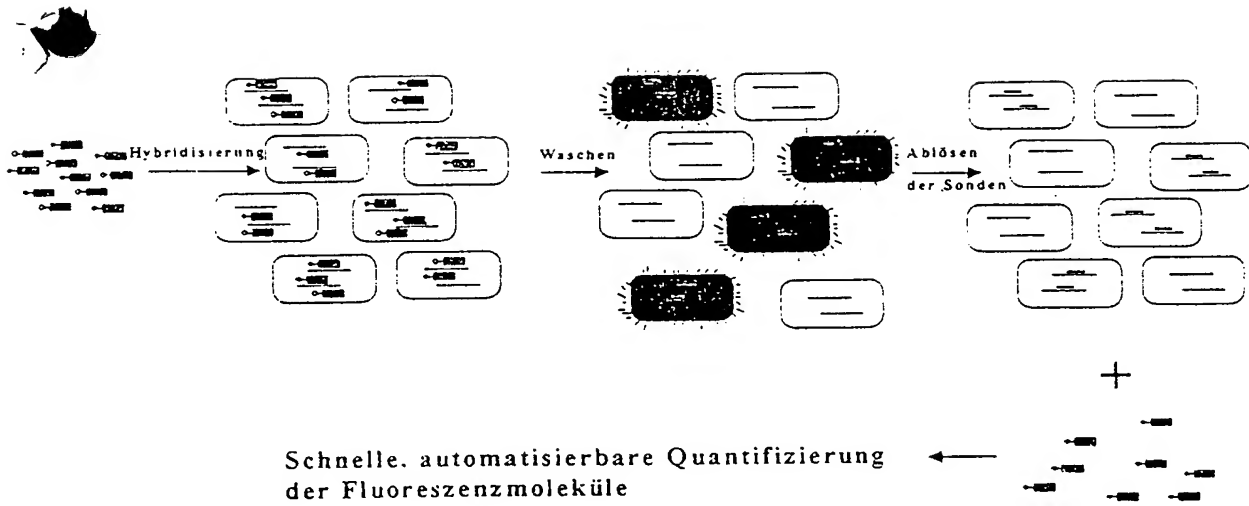 Hybridisierung
Waschen
Ablösen
der Sonden
+
Schnelle. automatisierbare Quantifizierung
der Fluoreszenzmoleküle